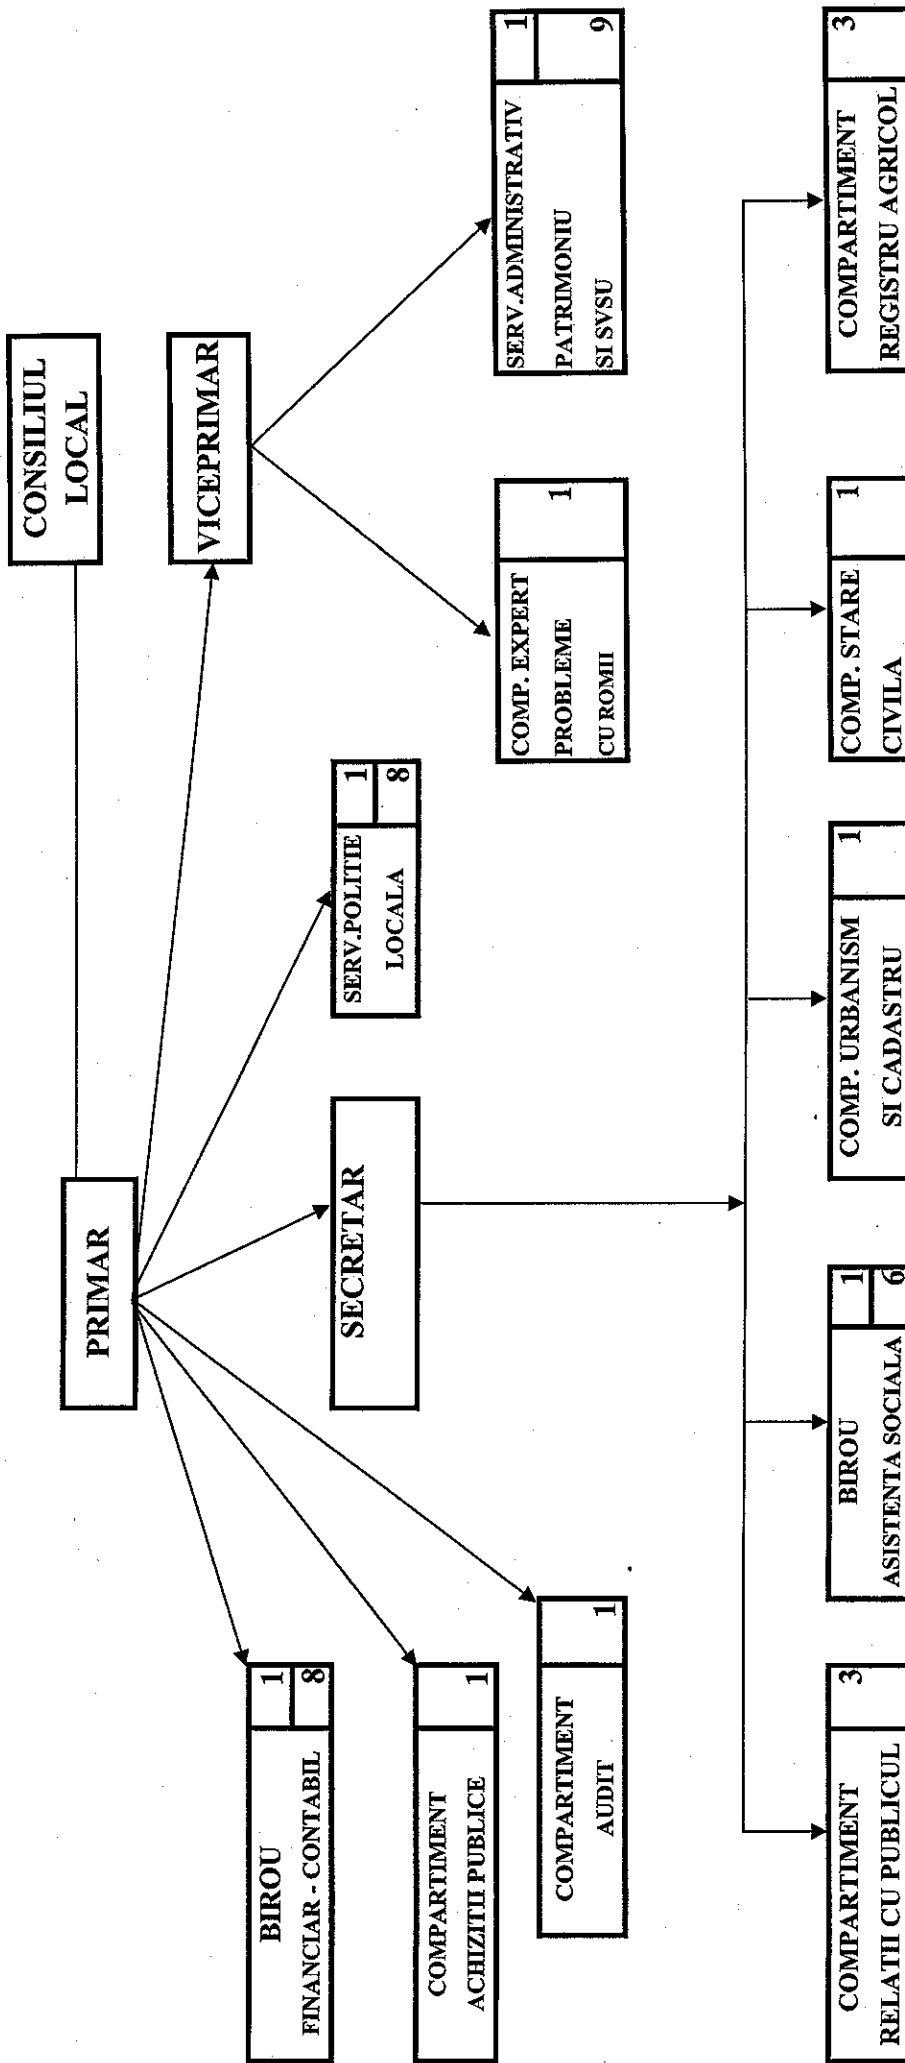 CONSILIUL
LOCAL
PRIMAR
VICEPRIMAR
BIROU
FINANCIAR - CONTABIL
1
8
SECRETAR
SERV.POLITIE
LOCALA
1
8
COMPARTIMENT
ACHIZITII PUBLICE
1
COMPARTIMENT
AUDIT
1
COMP. EXPERT
PROBLEME
CU ROMII
1
SERV.ADMINISTRATIV
PATRIMONIU
SI SVSU
1
9
COMPARTIMENT
RELATII CU PUBLICUL
3
BIROU
ASISTENTA SOCIALA
1
6
COMP. URBANISM
SI CADASTRU
1
COMP. STARE
CIVILA
1
COMPARTIMENT
REGISTRU AGRICOL
3